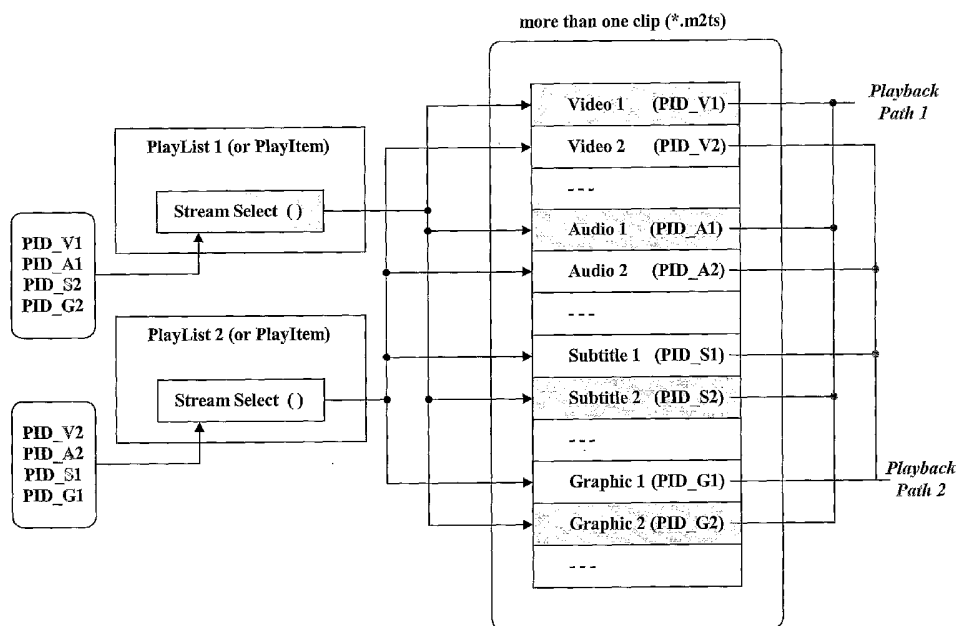 more than one clip (*.m2ts)
PlayList 1 (or PlayItem)
Stream Select ( )
PID_V1
PID_A1
PID_S2
PID_G2
PlayList 2 (or PlayItem)
Stream Select ( )
PID_V2
PID_A2
PID_S1
PID_G1
Video 1 (PID_V1)
Video 2 (PID_V2)
---
Audio 1 (PID_A1)
Audio 2 (PID_A2)
---
Subtitle 1 (PID_S1)
Subtitle 2 (PID_S2)
---
Graphic 1 (PID_G1)
Graphic 2 (PID_G2)
---
Playback
Path 1
Playback
Path 2